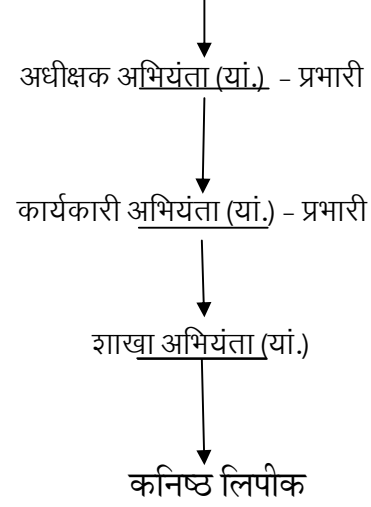 अधीक्षक अभियंता (यां.) – प्रभारी
कार्यकारी अभियंता (यां.) – प्रभारी
शाखा अभियंता (यां.)
कनिष्ठ लिपीक